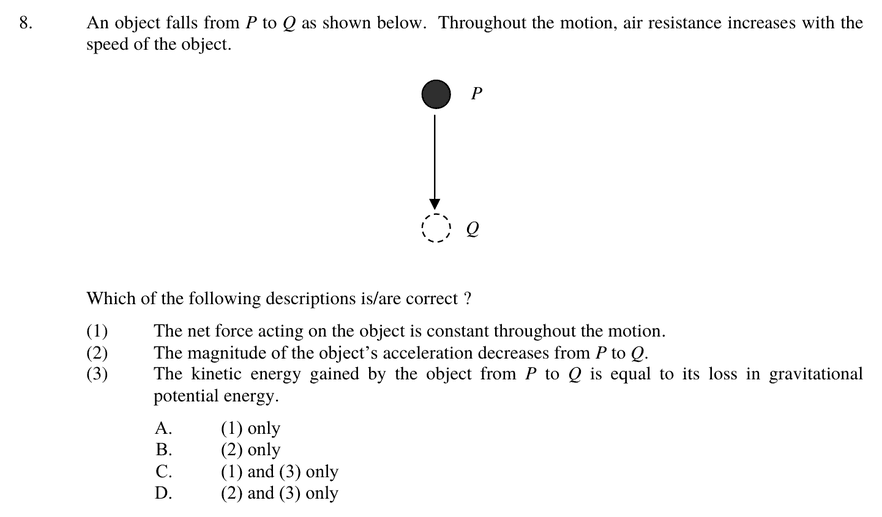 8. An object falls from P to Q as shown below. Throughout the motion, air resistance increases with the
speed of the object.
P
Q
Which of the following descriptions is/are correct ?
(1) The net force acting on the object is constant throughout the motion.
(2) The magnitude of the object’s acceleration decreases from P to Q.
(3) The kinetic energy gained by the object from P to Q is equal to its loss in gravitational
potential energy.
A. (1) only
B. (2) only
C. (1) and (3) only
D. (2) and (3) only